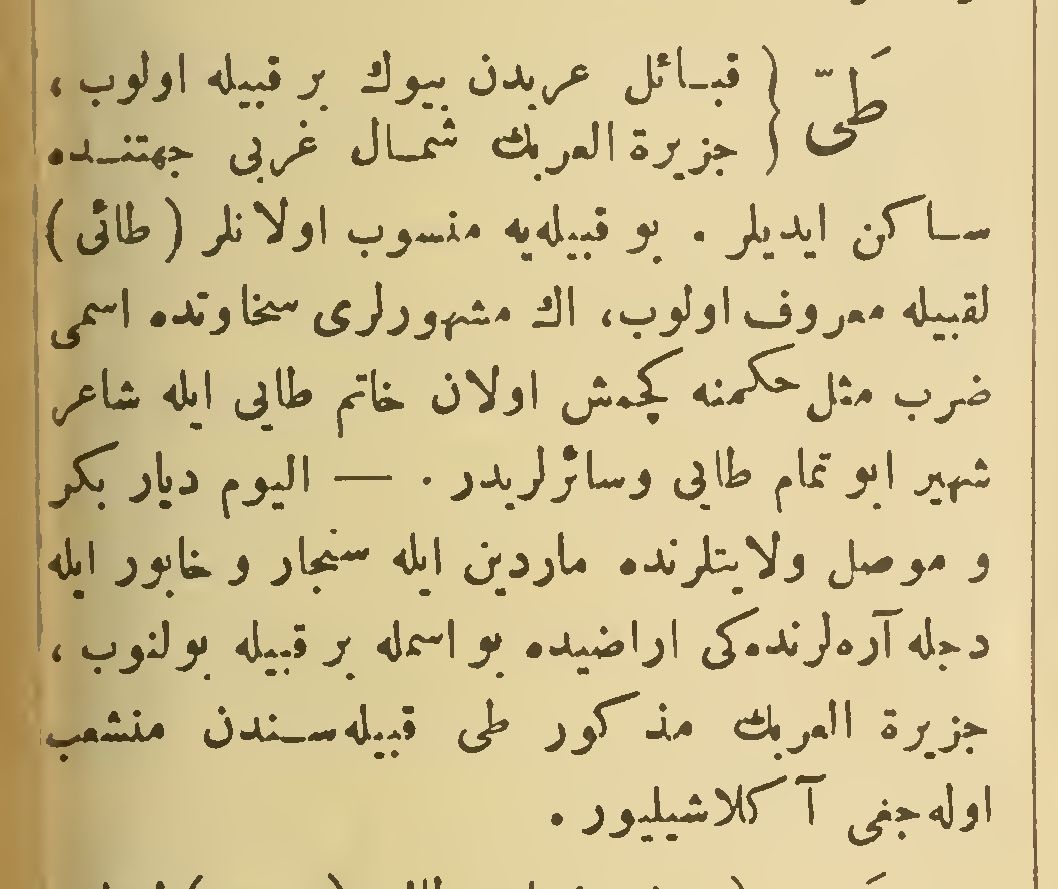 طَیّ { قبائل عربدن بیوك بر قبیله اولوب ،
جزیرة العربك شمال غربی جهتنده
ساكن ایدیلر . بو قبیله‌یه منسوب اولانلر ( طائی )
لقبیله معروف اولوب، اك مشهورلری سخاوتده اسمی
ضرب مثل حكمنه كچمش اولان خاتم طایی ایله شاعر
شهیر ابو تمام طایی وسائرلریدر . — الیوم دیار بكر
و موصل ولایتلرنده ماردین ایله سنجار و خابور ایله
دجله آره‌لرنده‌كی اراضیده بو اسمله بر قبیله بولنوب ،
جزیرة العربك مذكور طی قبیله‌سندن منشعب
اوله‌جغی آكلاشیلیور .